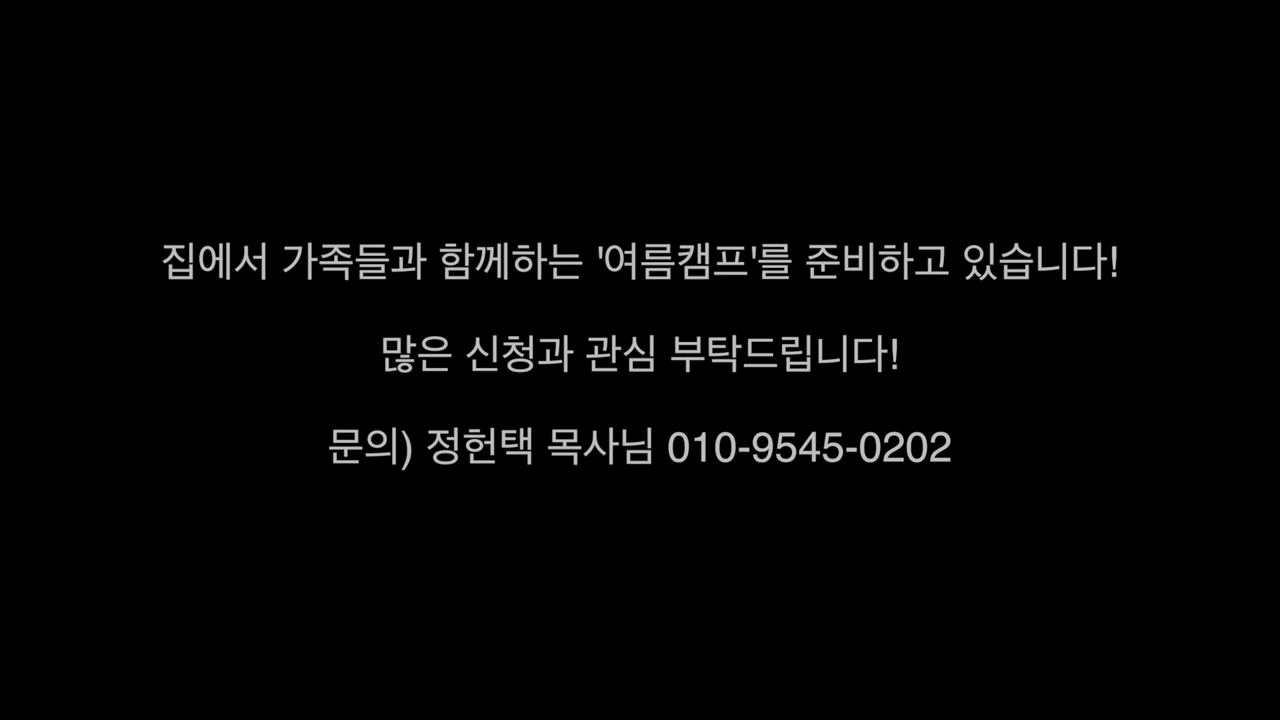 집에서 가족들과 함께하는 '여름캠프'를 준비하고 있습니다!
많은 신청과 관심 부탁드립니다!
문의) 정헌택 목사님 010-9545-0202